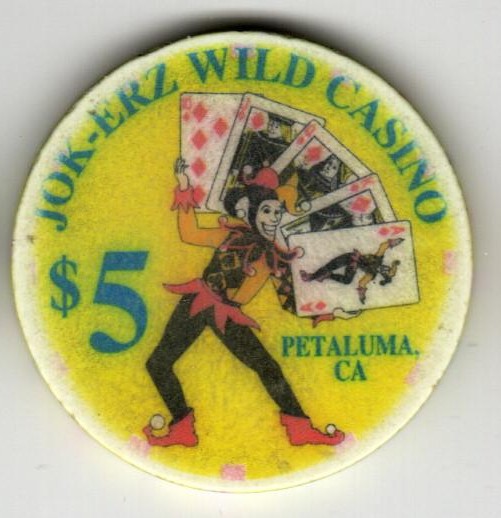 JOK-ERZ WILD CASINO
$5
PETALUMA,
CA